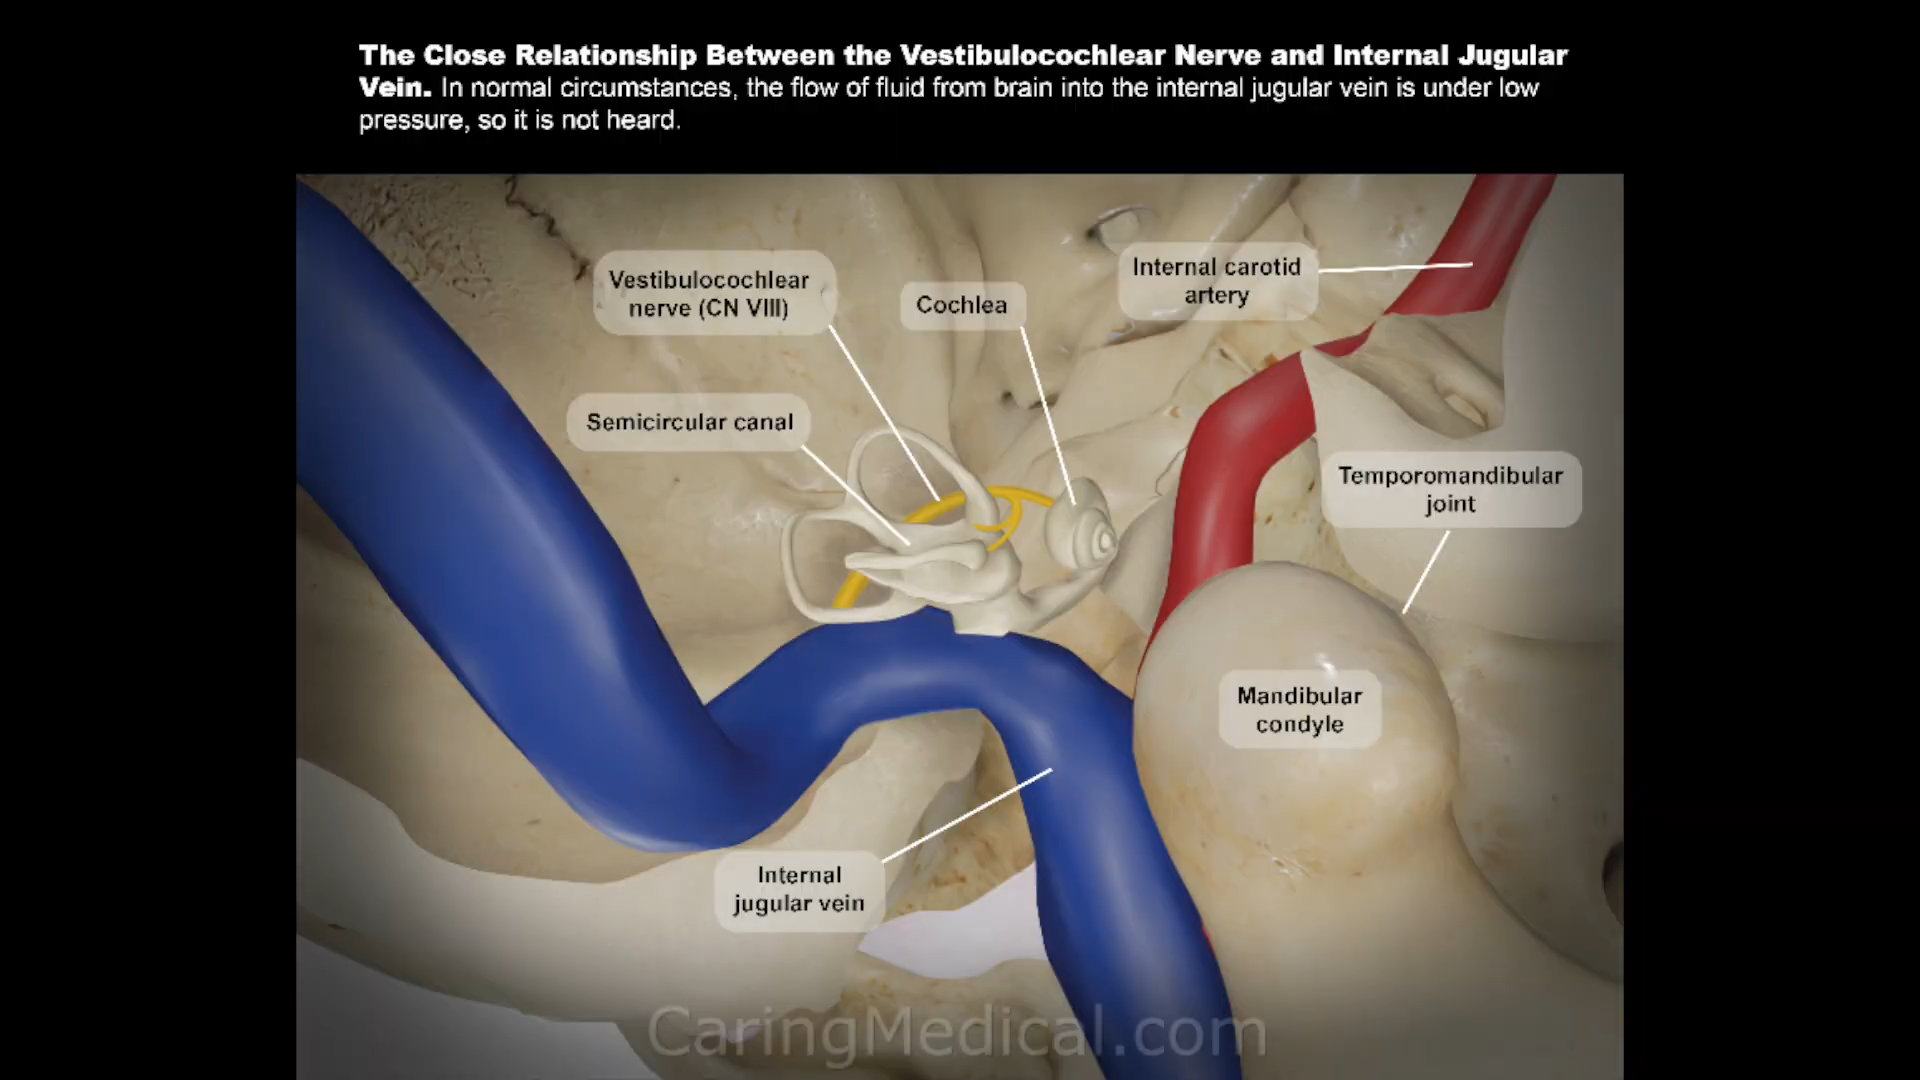 The Close Relationship Between the Vestibulocochlear Nerve and Internal Jugular
Vein. In normal circumstances, the flow of fluid from brain into the internal jugular vein is under low
pressure, so it is not heard.
Vestibulocochlear
nerve (CN VIII)
Cochlea
Internal carotid
artery
Semicircular canal
Temporomandibular
joint
Mandibular
condyle
Internal
jugular vein
CaringMedical.com